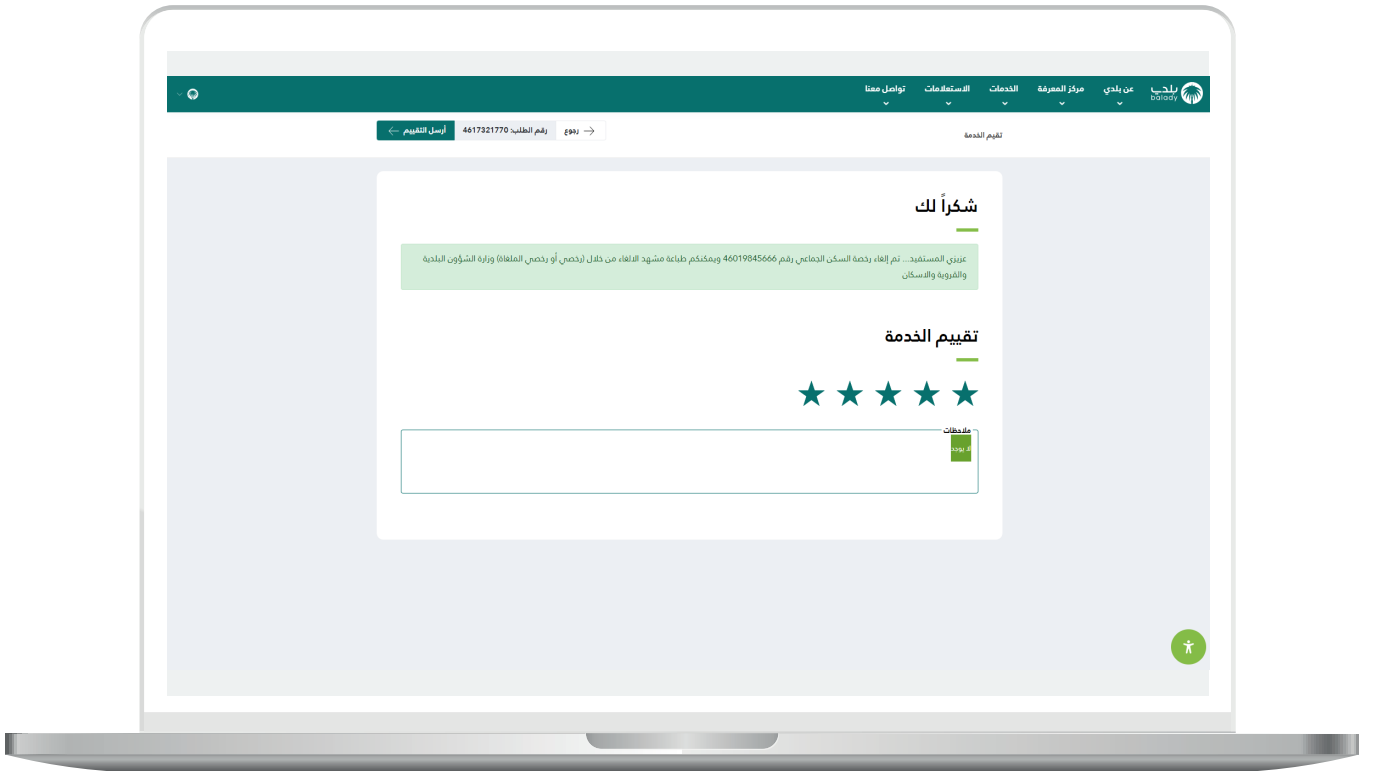 بلدي
balady
عن بلدي
مركز المعرفة
الخدمات
الاستعلامات
تواصل معنا
تقيم الخدمة
رجوع
رقم الطلب: 4617321770
أرسل التقييم
شكراً لك
عزيزي المستفيد... تم إلغاء رخصة السكن الجماعي رقم 46019845666 ويمكنكم طباعة مشهد الالغاء من خلال (رخصي أو رخصي الملغاة) وزارة الشؤون البلدية
والقروية والاسكان
تقييم الخدمة
ملاحظات
لا يوجد